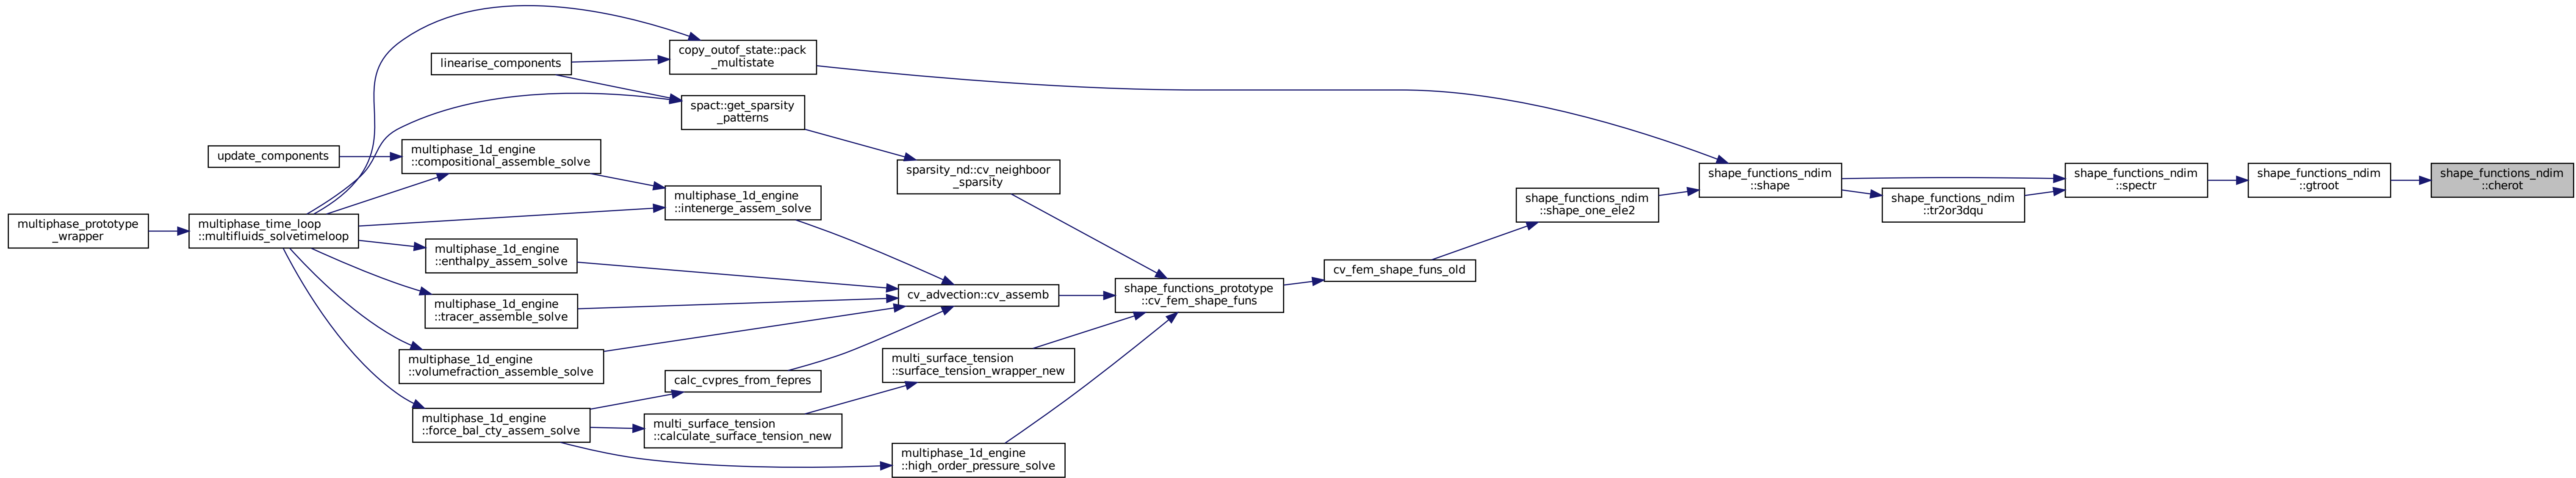 multiphase_prototype
_wrapper
multiphase_time_loop
::multifluids_solvetimeloop
update_components
linearise_components
copy_outof_state::pack
_multistate
spact::get_sparsity
_patterns
multiphase_1d_engine
::compositional_assemble_solve
multiphase_1d_engine
::intenerge_assem_solve
multiphase_1d_engine
::enthalpy_assem_solve
multiphase_1d_engine
::tracer_assemble_solve
multiphase_1d_engine
::volumefraction_assemble_solve
multiphase_1d_engine
::force_bal_cty_assem_solve
calc_cvpres_from_fepres
multi_surface_tension
::calculate_surface_tension_new
sparsity_nd::cv_neighboor
_sparsity
cv_advection::cv_assemb
multi_surface_tension
::surface_tension_wrapper_new
multiphase_1d_engine
::high_order_pressure_solve
shape_functions_prototype
::cv_fem_shape_funs
cv_fem_shape_funs_old
shape_functions_ndim
::shape_one_ele2
shape_functions_ndim
::shape
shape_functions_ndim
::tr2or3dqu
shape_functions_ndim
::spectr
shape_functions_ndim
::gtroot
shape_functions_ndim
::cherot